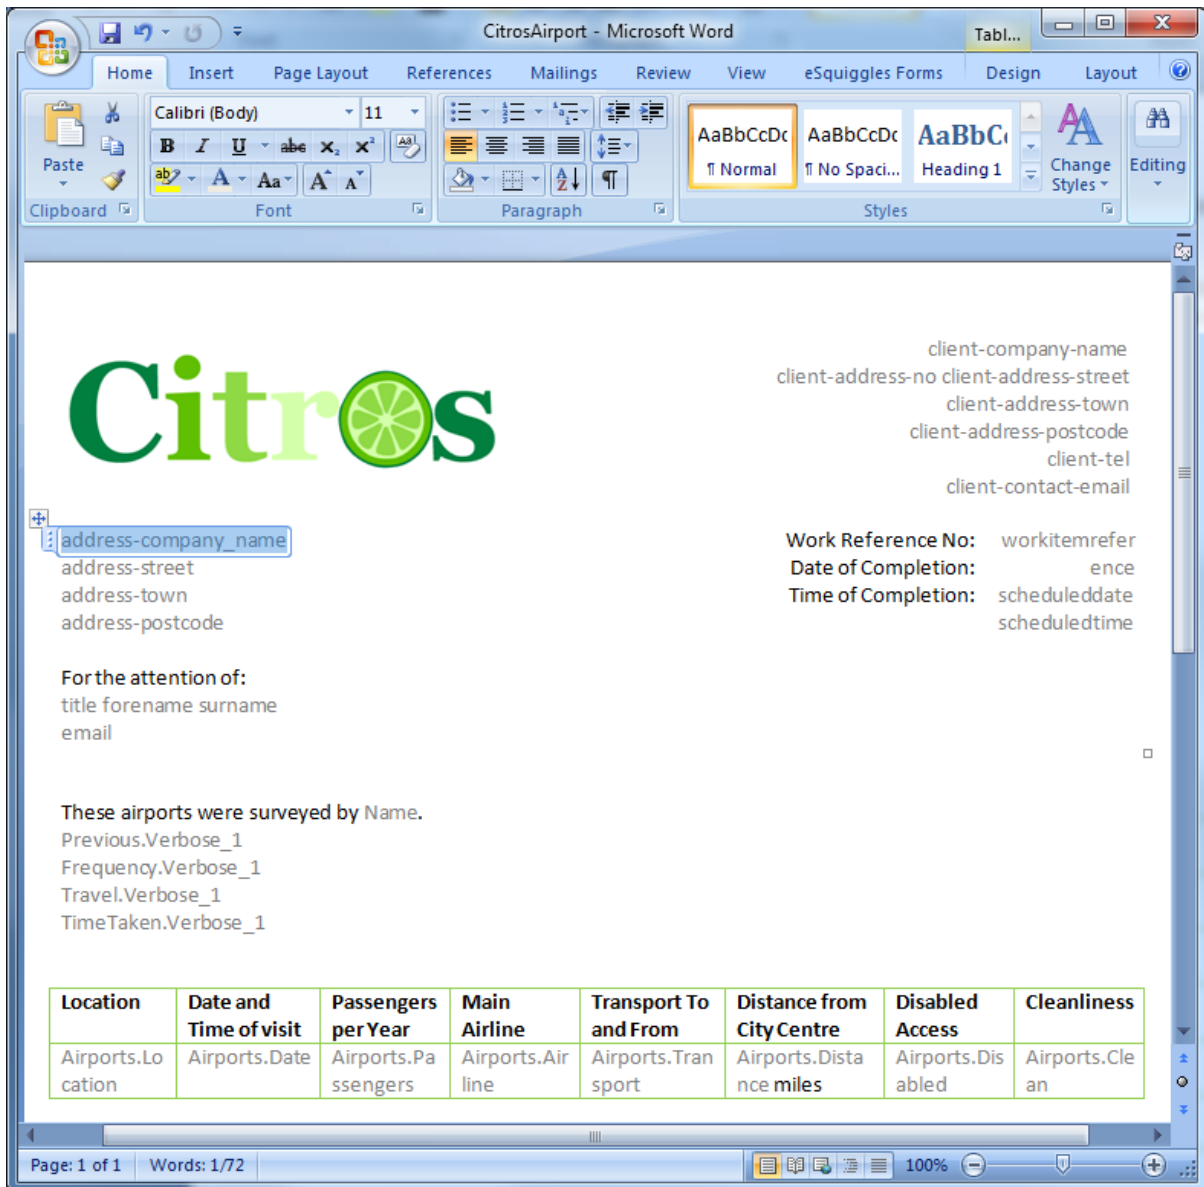 CitrosAirport - Microsoft Word
Tabl...
Home Insert Page Layout References Mailings Review View eSquiggles Forms Design Layout
Paste
Calibri (Body) 11
B I U abe x₂ x²
ab Aa A A
AaBbCcDc AaBbCcDc AaBbC
¶ Normal ¶ No Spaci... Heading 1
Change Styles
Editing
Clipboard Font Paragraph Styles
Citros
client-company-name
client-address-no client-address-street
client-address-town
client-address-postcode
client-tel
client-contact-email
address-company_name
address-street
address-town
address-postcode
Work Reference No: workitemrefer
Date of Completion: ence
Time of Completion: scheduleddate
scheduledtime
For the attention of:
title forename surname
email
These airports were surveyed by Name.
Previous.Verbose_1
Frequency.Verbose_1
Travel.Verbose_1
TimeTaken.Verbose_1
Location Date and Passengers Main Transport To Distance from Disabled Cleanliness
Time of visit per Year Airline and From City Centre Access
Airports.Lo Airports.Date Airports.Pa Airports.Air Airports.Tran Airports.Dista Airports.Dis Airports.Cle
cation ssengers line sport nce miles abled an
Page: 1 of 1 Words: 1/72 100%